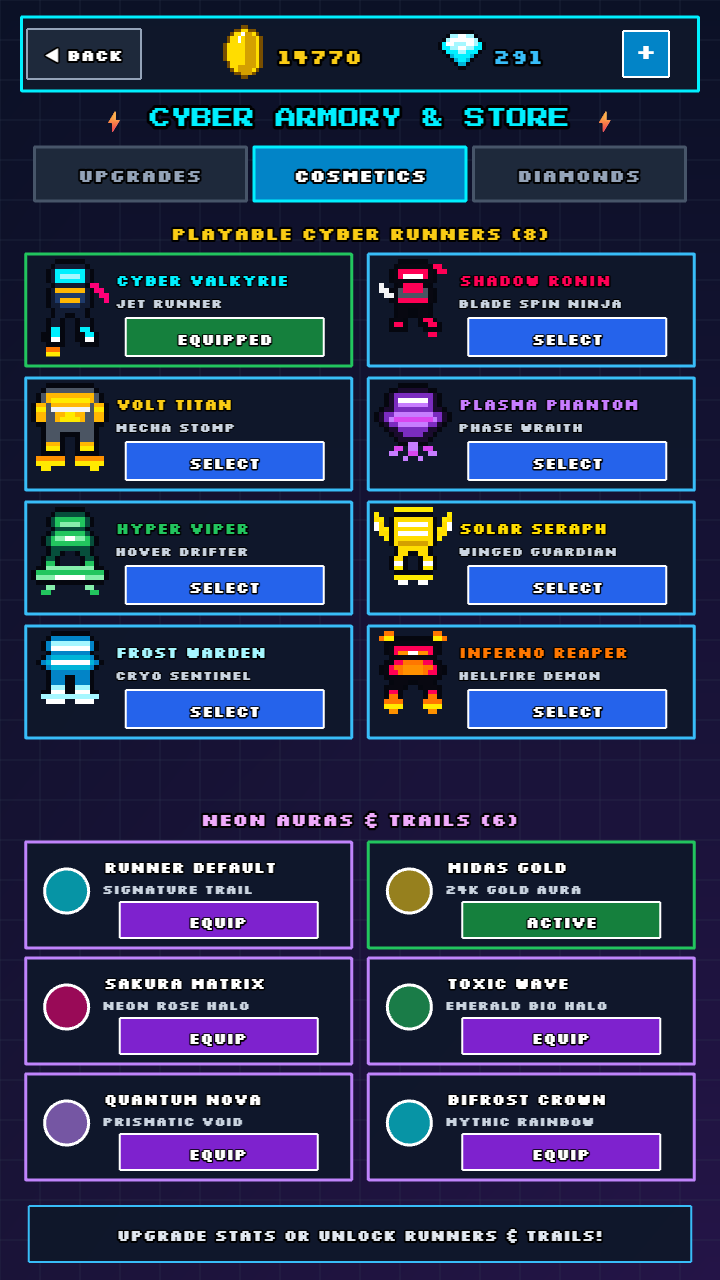 ◀ BACK
14770
291
+
CYBER ARMORY & STORE
UPGRADES
COSMETICS
DIAMONDS
PLAYABLE CYBER RUNNERS (8)
CYBER VALKYRIE
JET RUNNER
EQUIPPED
SHADOW RONIN
BLADE SPIN NINJA
SELECT
VOLT TITAN
MECHA STOMP
SELECT
PLASMA PHANTOM
PHASE WRAITH
SELECT
HYPER VIPER
HOVER DRIFTER
SELECT
SOLAR SERAPH
WINGED GUARDIAN
SELECT
FROST WARDEN
CRYO SENTINEL
SELECT
INFERNO REAPER
HELLFIRE DEMON
SELECT
NEON AURAS & TRAILS (6)
RUNNER DEFAULT
SIGNATURE TRAIL
EQUIP
MIDAS GOLD
24K GOLD AURA
ACTIVE
SAKURA MATRIX
NEON ROSE HALO
EQUIP
TOXIC WAVE
EMERALD BIO HALO
EQUIP
QUANTUM NOVA
PRISMATIC VOID
EQUIP
BIFROST CROWN
MYTHIC RAINBOW
EQUIP
UPGRADE STATS OR UNLOCK RUNNERS & TRAILS!